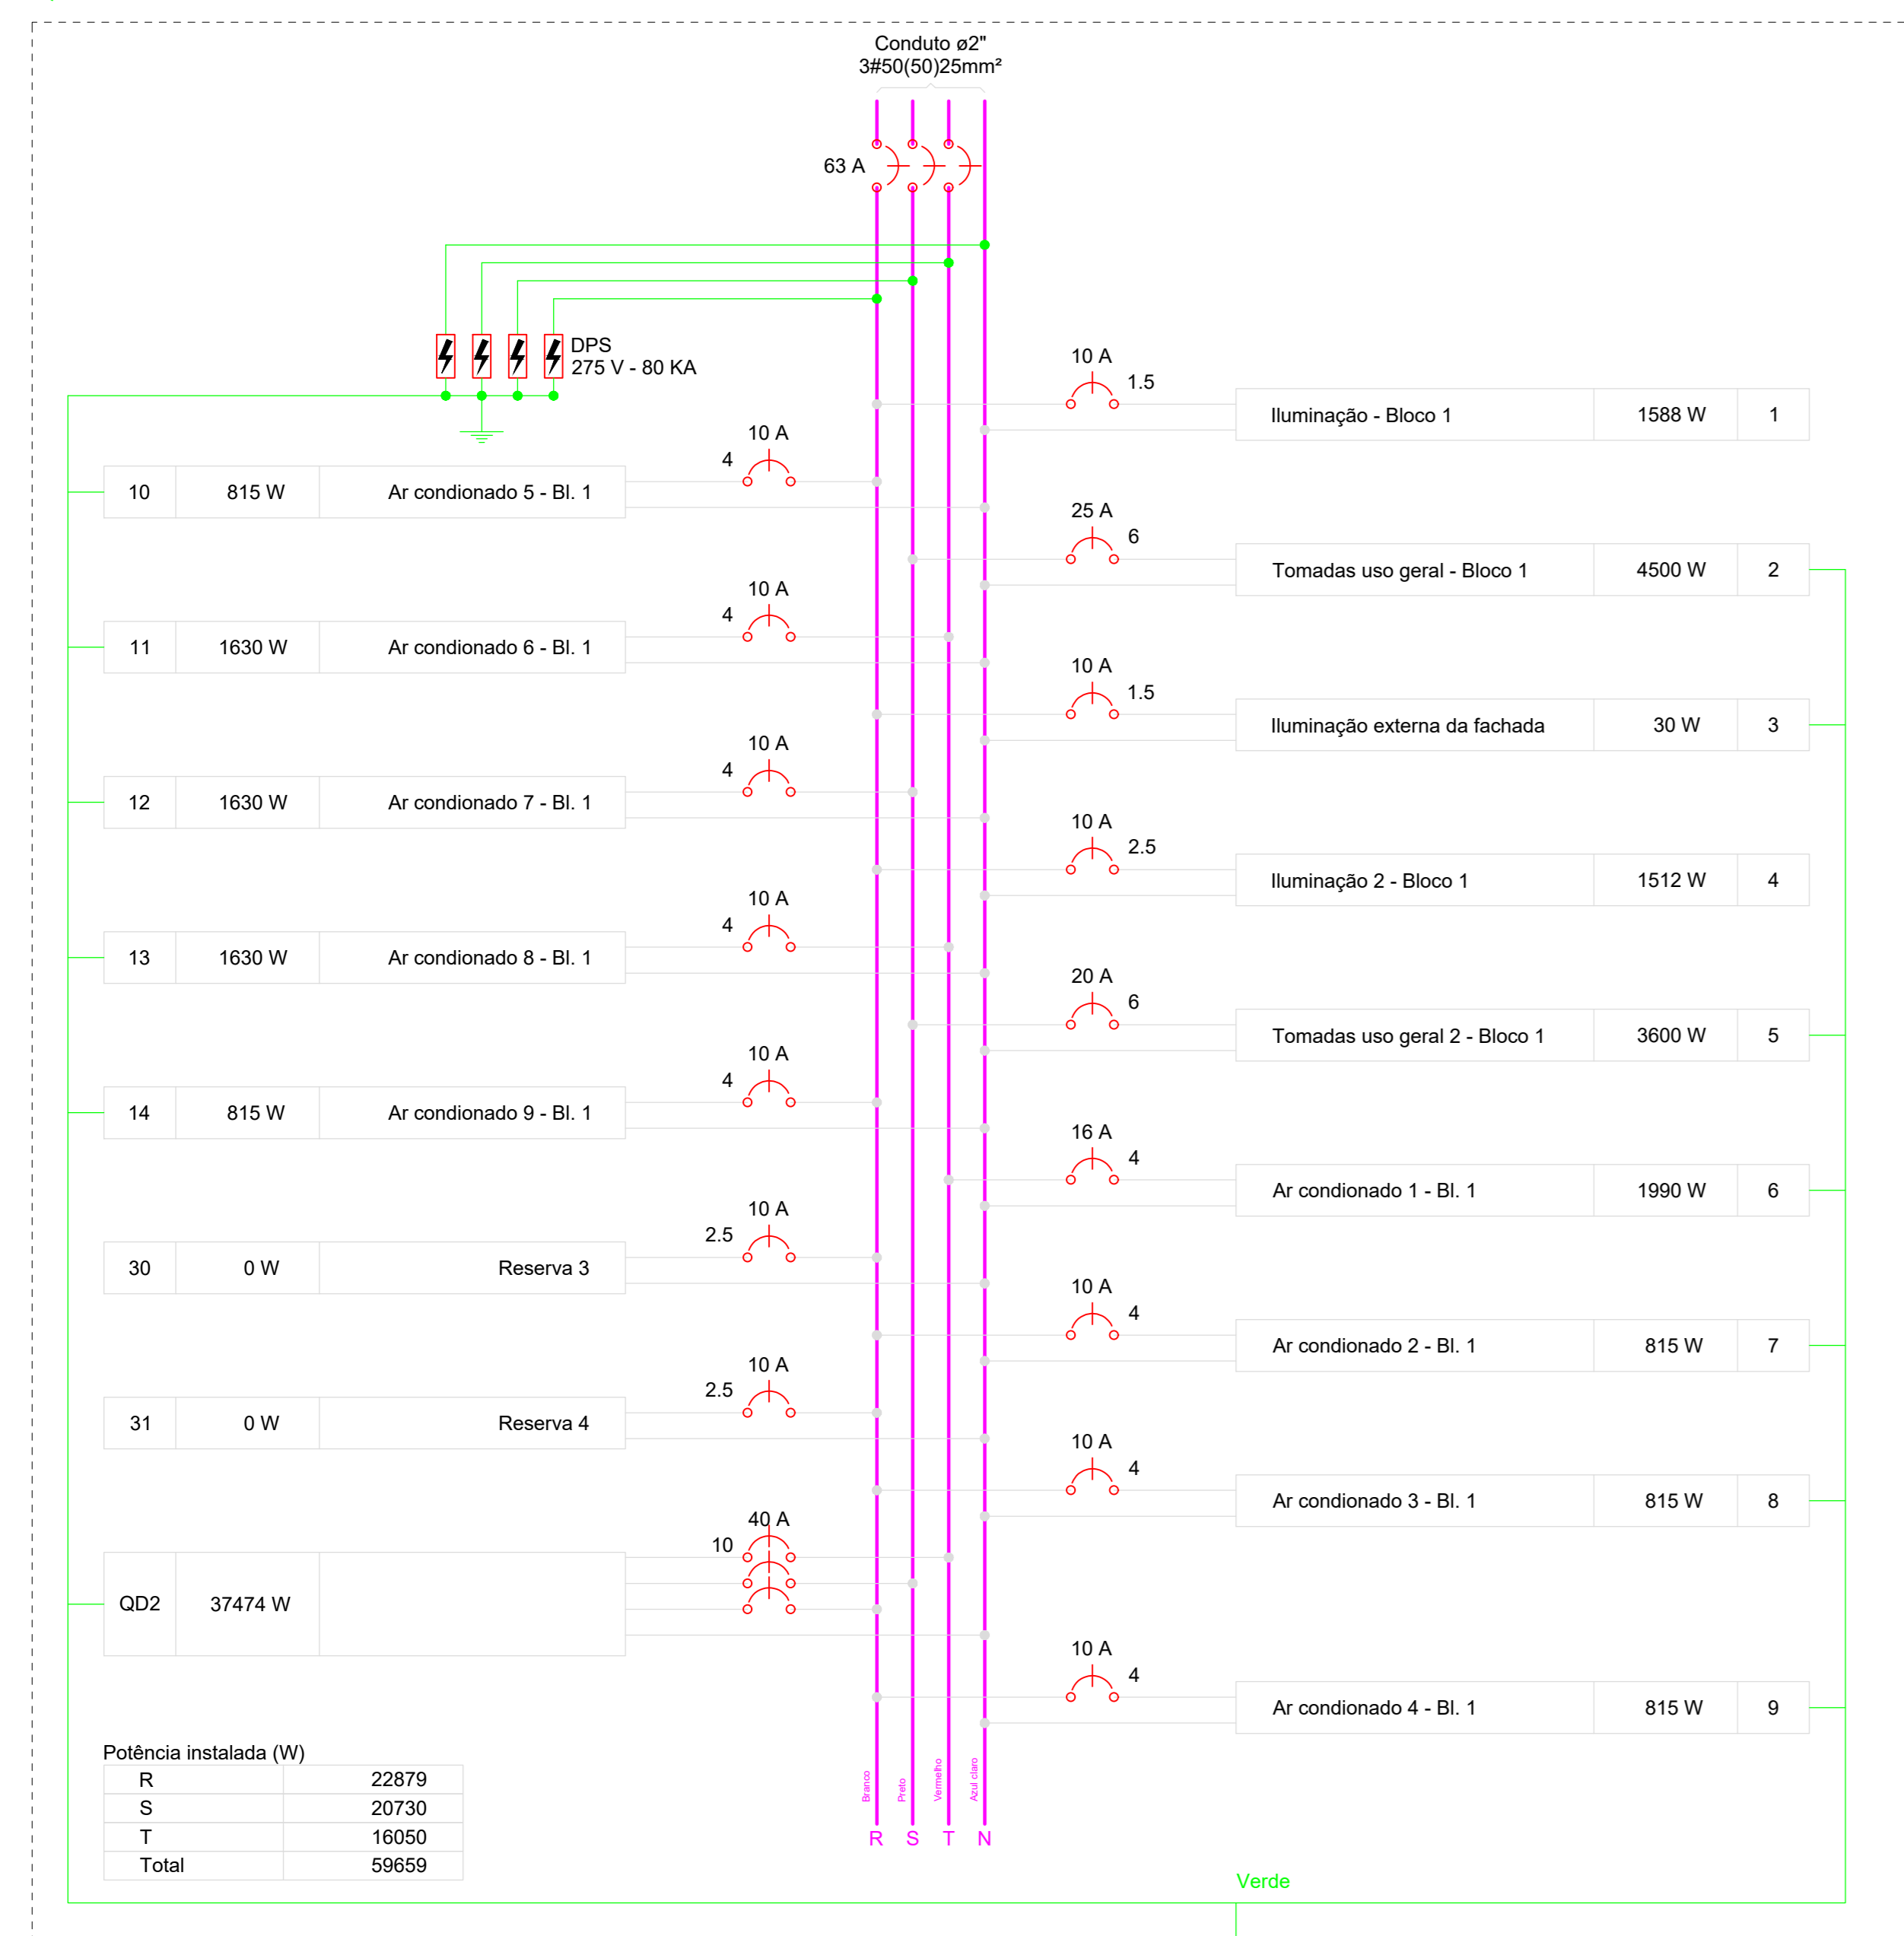 Conduto ø2"
3#50(50)25mm²
63 A
DPS
275 V - 80 KA
10 A
1.5
Iluminação - Bloco 1 1588 W 1
10 A
4
10 815 W Ar condionado 5 - Bl. 1
25 A
6
Tomadas uso geral - Bloco 1 4500 W 2
10 A
4
11 1630 W Ar condionado 6 - Bl. 1
10 A
1.5
Iluminação externa da fachada 30 W 3
10 A
4
12 1630 W Ar condionado 7 - Bl. 1
10 A
2.5
Iluminação 2 - Bloco 1 1512 W 4
10 A
4
13 1630 W Ar condionado 8 - Bl. 1
20 A
6
Tomadas uso geral 2 - Bloco 1 3600 W 5
10 A
4
14 815 W Ar condionado 9 - Bl. 1
16 A
4
Ar condionado 1 - Bl. 1 1990 W 6
10 A
2.5
30 0 W Reserva 3
10 A
4
Ar condionado 2 - Bl. 1 815 W 7
10 A
2.5
31 0 W Reserva 4
10 A
4
Ar condionado 3 - Bl. 1 815 W 8
40 A
10
QD2 37474 W
10 A
4
Ar condionado 4 - Bl. 1 815 W 9
Potência instalada (W)
R 22879
S 20730
T 16050
Total 59659
Branco
Preto
Vermelho
Azul claro
R S T N
Verde